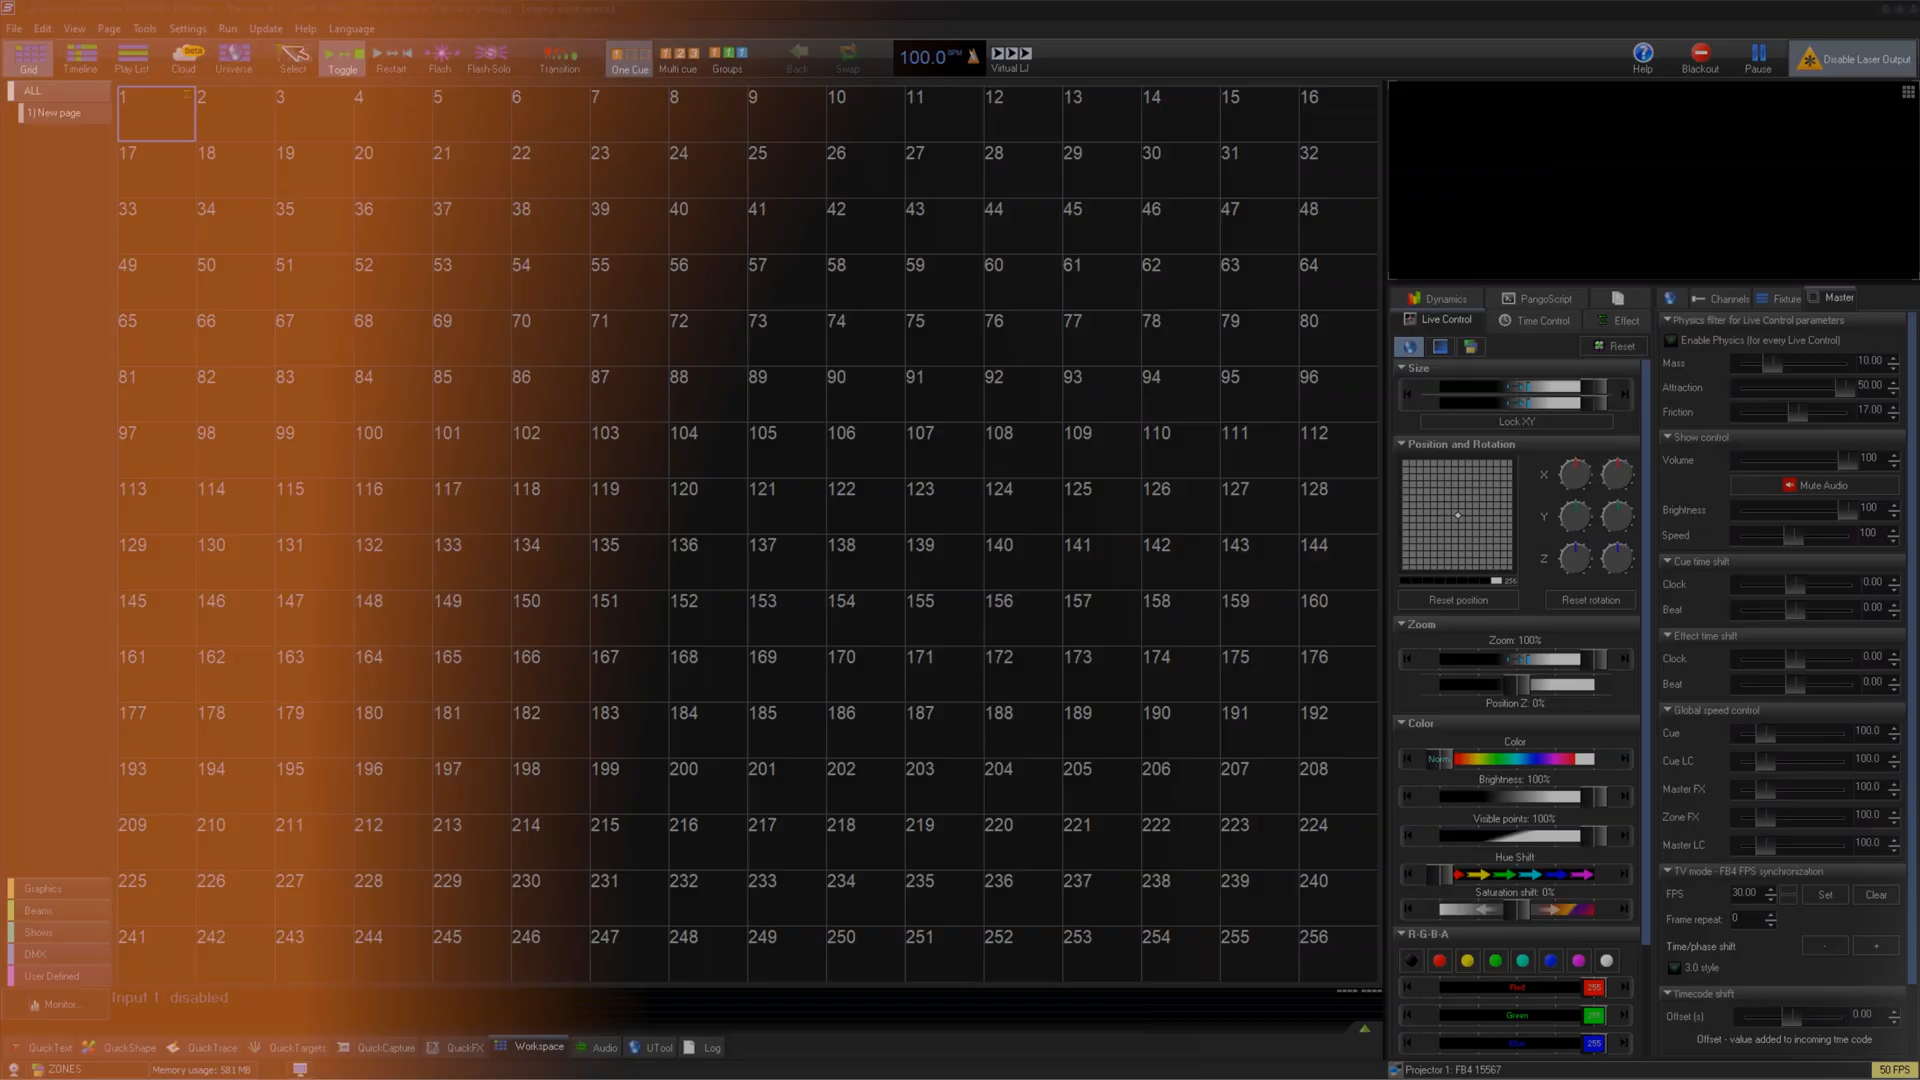 File Edit View Page Tools Settings Run Update Help Language
Grid Timeline Play List Cloud beta Universe Select Toggle Restart Flash Flash-Solo Transition One Cue Multi cue Groups Back Swap 100.0 BPM Virtual LJ Help Blackout Pause Disable Laser Output
ALL
1) New page
1 2 3 4 5 6 7 8 9 10 11 12 13 14 15 16
17 18 19 20 21 22 23 24 25 26 27 28 29 30 31 32
33 34 35 36 37 38 39 40 41 42 43 44 45 46 47 48
49 50 51 52 53 54 55 56 57 58 59 60 61 62 63 64
65 66 67 68 69 70 71 72 73 74 75 76 77 78 79 80
81 82 83 84 85 86 87 88 89 90 91 92 93 94 95 96
97 98 99 100 101 102 103 104 105 106 107 108 109 110 111 112
113 114 115 116 117 118 119 120 121 122 123 124 125 126 127 128
129 130 131 132 133 134 135 136 137 138 139 140 141 142 143 144
145 146 147 148 149 150 151 152 153 154 155 156 157 158 159 160
161 162 163 164 165 166 167 168 169 170 171 172 173 174 175 176
177 178 179 180 181 182 183 184 185 186 187 188 189 190 191 192
193 194 195 196 197 198 199 200 201 202 203 204 205 206 207 208
209 210 211 212 213 214 215 216 217 218 219 220 221 222 223 224
225 226 227 228 229 230 231 232 233 234 235 236 237 238 239 240
241 242 243 244 245 246 247 248 249 250 251 252 253 254 255 256
Graphics
Beams
Shows
DMX
User Defined
Monitor...
Input 1: disabled
QuickText QuickShape QuickTrace QuickTargets QuickCapture QuickFX Workspace Audio UTool Log
ZONES Memory usage: 581 MB
Dynamics PangoScript
Live Control Time Control Effect
Reset
Size
Lock XY
Position and Rotation
X
Y
Z
256
Reset position Reset rotation
Zoom
Zoom: 100%
Position Z: 0%
Color
Color
Norm
Brightness: 100%
Visible points: 100%
Hue Shift
Saturation shift: 0%
R-G-B-A
Red 255
Green 255
Blue 255
Projector 1: FB4 15567
Channels Fixture Master
Physics filter for Live Control parameters
Enable Physics (for every Live Control)
Mass 10.00
Attraction 50.00
Friction 17.00
Show control
Volume 100
Mute Audio
Brightness 100
Speed 100
Cue time shift
Clock 0.00
Beat 0.00
Effect time shift
Clock 0.00
Beat 0.00
Global speed control
Cue 100.0
Cue LC 100.0
Master FX 100.0
Zone FX 100.0
Master LC 100.0
TV mode - FB4 FPS synchronization
FPS 30.00 Set Clear
Frame repeat: 0
Time/phase shift - +
3.0 style
Timecode shift
Offset (s) 0.00
Offset - value added to incoming tme code
50 FPS